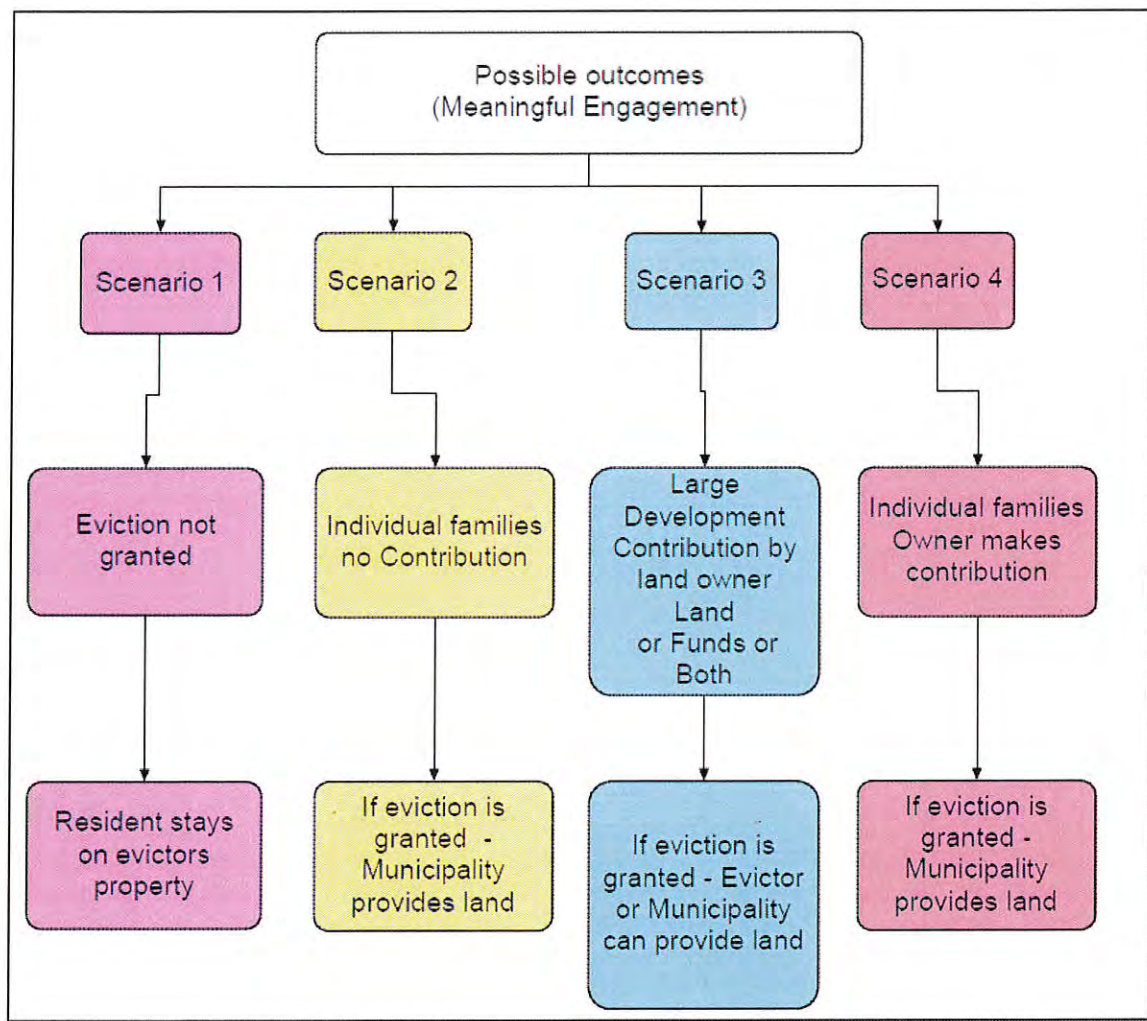 Possible outcomes
(Meaningful Engagement)
Scenario 1
Scenario 2
Scenario 3
Scenario 4
Eviction not
granted
Individual families
no Contribution
Large
Development
Contribution by
land owner
Land
or Funds or
Both
Individual families
Owner makes
contribution
Resident stays
on evictors
property
If eviction is
granted -
Municipality
provides land
If eviction is
granted - Evictor
or Municipality
can provide land
If eviction is
granted -
Municipality
provides land